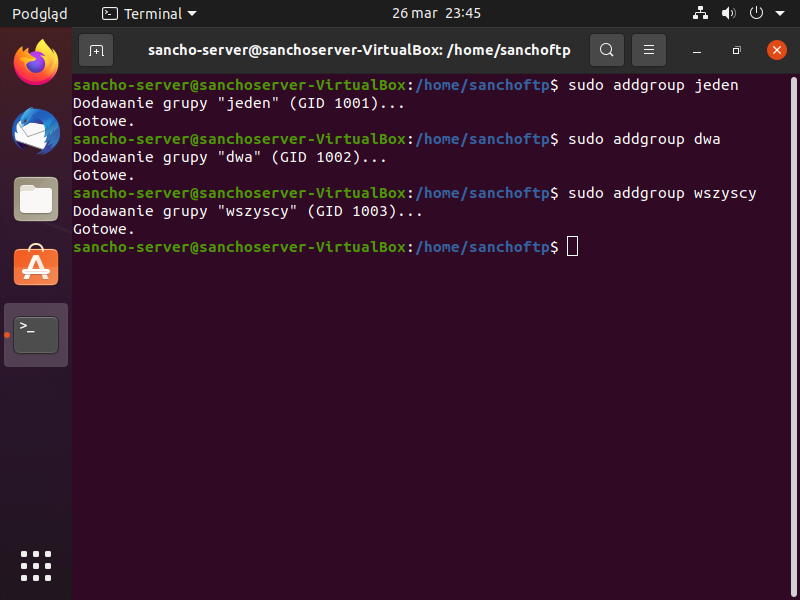 Podgląd Terminal 26 mar 23:45
sancho-server@sanchoserver-VirtualBox: /home/sanchoftp
sancho-server@sanchoserver-VirtualBox:/home/sanchoftp$ sudo addgroup jeden
Dodawanie grupy "jeden" (GID 1001)...
Gotowe.
sancho-server@sanchoserver-VirtualBox:/home/sanchoftp$ sudo addgroup dwa
Dodawanie grupy "dwa" (GID 1002)...
Gotowe.
sancho-server@sanchoserver-VirtualBox:/home/sanchoftp$ sudo addgroup wszyscy
Dodawanie grupy "wszyscy" (GID 1003)...
Gotowe.
sancho-server@sanchoserver-VirtualBox:/home/sanchoftp$